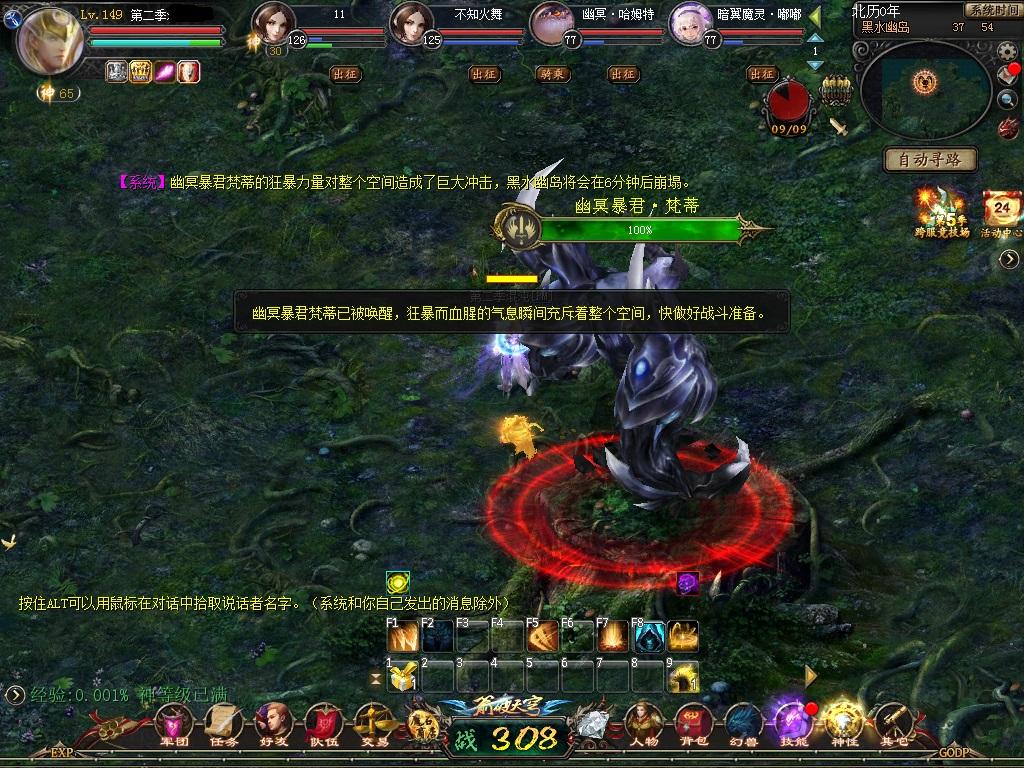 Lv.149 第二季:
11
不知火舞
幽冥·哈姆特
暗翼魔灵·嘟嘟
北历0年
系统时间
黑水幽岛
37 54
30
126
125
77
77
1
出征
出征
骑乘
出征
出征
神 65
09/09
自动寻路
第5季
跨服竞技场
24
活动中心
【系统】幽冥暴君梵蒂的狂暴力量对整个空间造成了巨大冲击，黑水幽岛将会在6分钟后崩塌。
幽冥暴君·梵蒂
100%
幽冥暴君梵蒂已被唤醒，狂暴而血腥的气息瞬间充斥着整个空间，快做好战斗准备。
按住ALT可以用鼠标在对话中拾取说话者名字。（系统和你自己发出的消息除外）
F1 F2 F3 F4 F5 F6 F7 F8
1 2 3 4 5 6 7 8 9
1
经验:0.001% 神等级已满
军团 任务 好友 队伍 交易
战 308
人物 背包 幻兽 技能 神性 其它
EXP
GODP